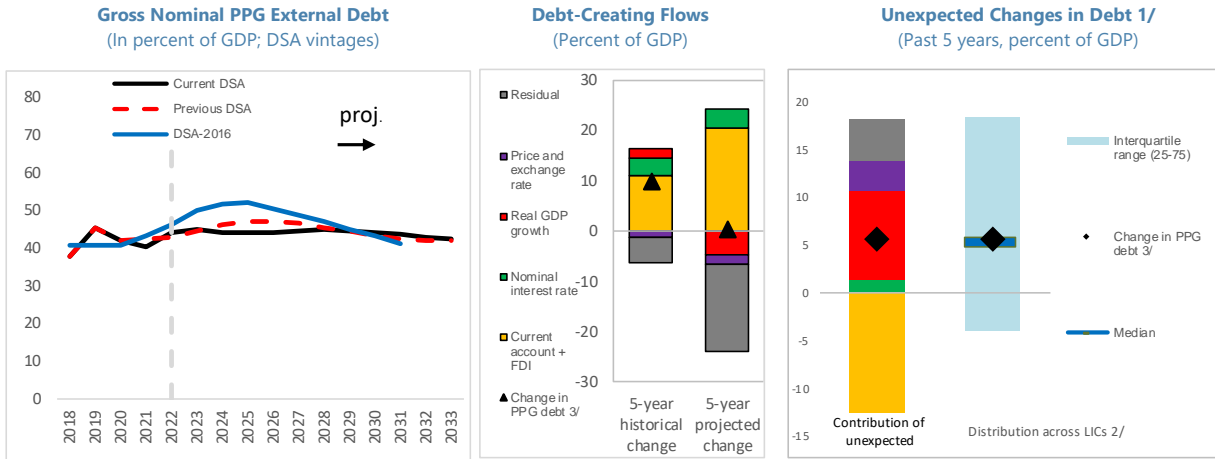 Gross Nominal PPG External Debt
(In percent of GDP; DSA vintages)
Current DSA
Previous DSA
DSA-2016
proj.
80
70
60
50
40
30
20
10
0
2018
2019
2020
2021
2022
2023
2024
2025
2026
2027
2028
2029
2030
2031
2032
2033
Debt-Creating Flows
(Percent of GDP)
Residual
Price and
exchange rate
Real GDP
growth
Nominal
interest rate
Current
account +
FDI
Change in
PPG debt 3/
30
20
10
0
-10
-20
-30
5-year
historical
change
5-year
projected
change
Unexpected Changes in Debt 1/
(Past 5 years, percent of GDP)
20
15
10
5
0
-5
-10
-15
Contribution of
unexpected
Distribution across LICs 2/
Interquartile
range (25-75)
Change in PPG
debt 3/
Median